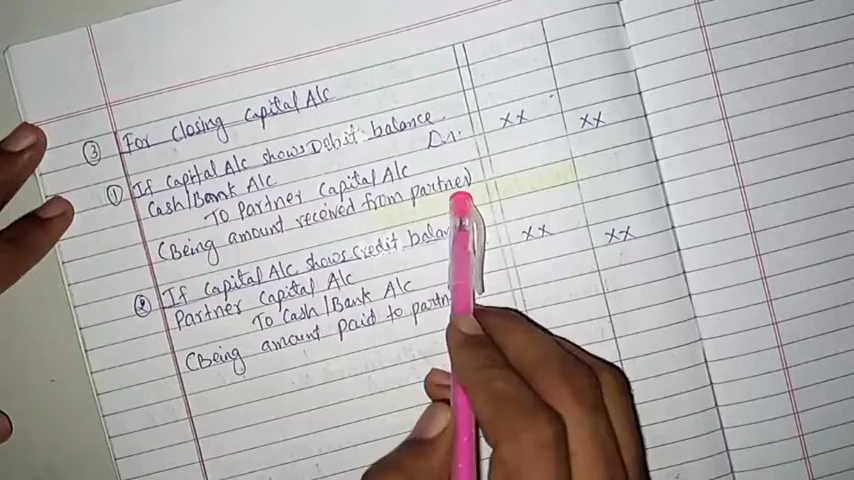 ③ For closing Capital A/c
① If Capital A/c shows Debit balance
Cash/Bank A/c Dr. xx
To Partner Capital A/c xx
(Being amount received from partner)
② If Capital A/c shows Credit
Partner Capital A/c xx
To Cash/Bank A/c xx
(Being amount paid to